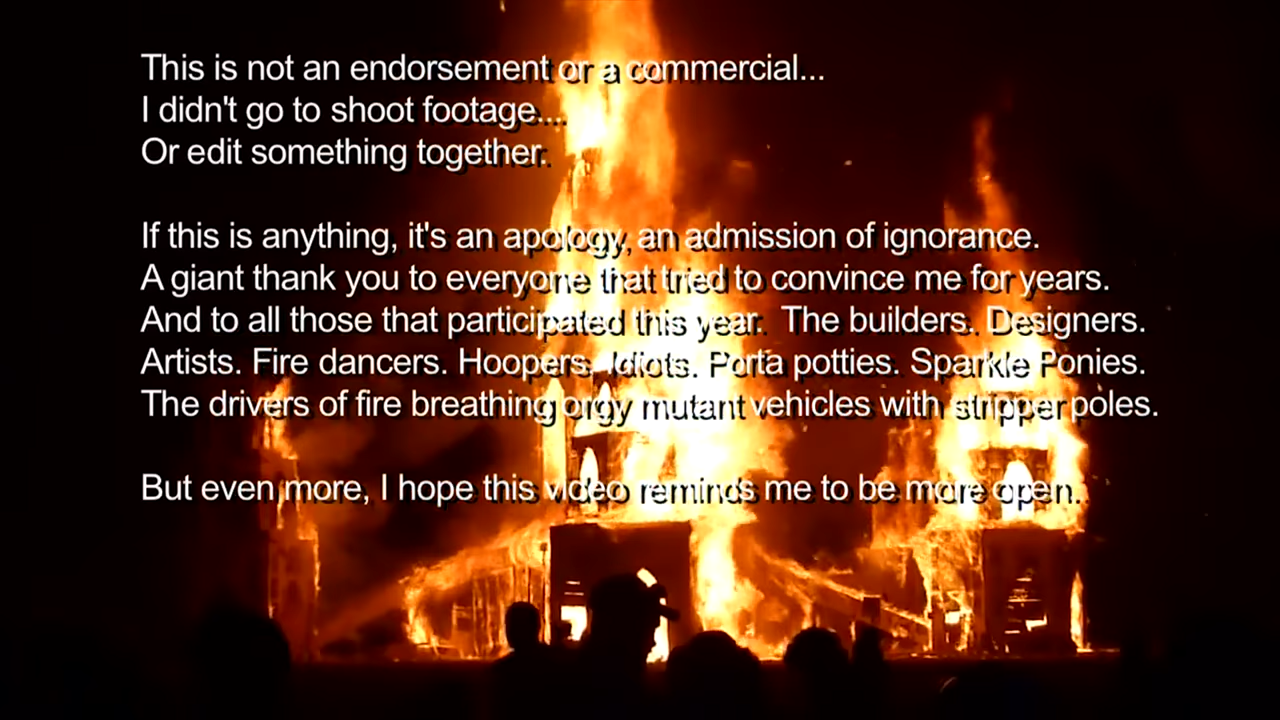 This is not an endorsement or a commercial...
I didn't go to shoot footage...
Or edit something together.
If this is anything, it's an apology, an admission of ignorance.
A giant thank you to everyone that tried to convince me for years.
And to all those that participated this year.  The builders. Designers.
Artists. Fire dancers. Hoopers. Idiots. Porta potties. Sparkle Ponies.
The drivers of fire breathing orgy mutant vehicles with stripper poles.
But even more, I hope this video reminds me to be more open.